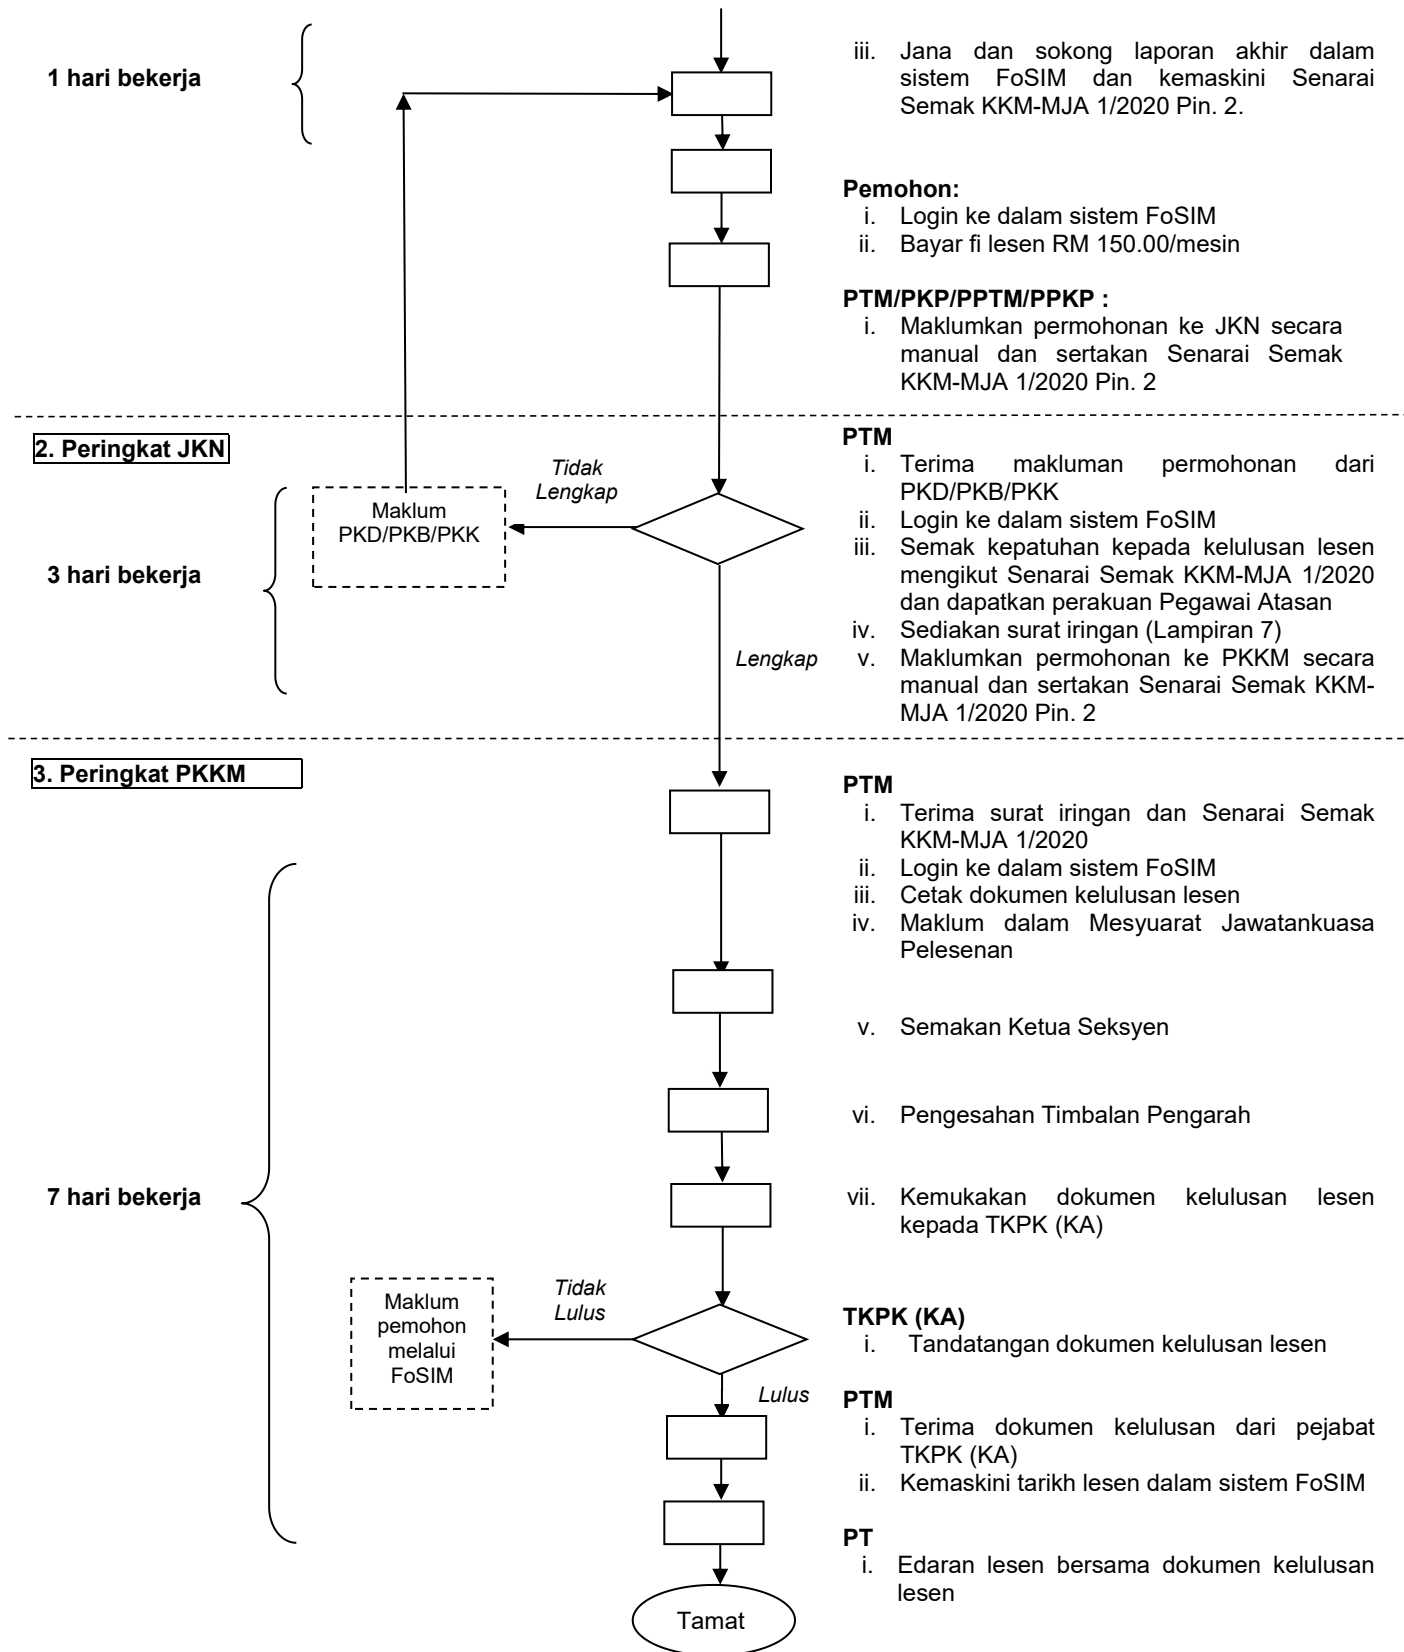 1 hari bekerja
iii. Jana dan sokong laporan akhir dalam
sistem FoSIM dan kemaskini Senarai
Semak KKM-MJA 1/2020 Pin. 2.
Pemohon:
i. Login ke dalam sistem FoSIM
ii. Bayar fi lesen RM 150.00/mesin
PTM/PKP/PPTM/PPKP :
i. Maklumkan permohonan ke JKN secara
manual dan sertakan Senarai Semak
KKM-MJA 1/2020 Pin. 2
2. Peringkat JKN
3 hari bekerja
Maklum
PKD/PKB/PKK
Tidak
Lengkap
Lengkap
PTM
i. Terima makluman permohonan dari
PKD/PKB/PKK
ii. Login ke dalam sistem FoSIM
iii. Semak kepatuhan kepada kelulusan lesen
mengikut Senarai Semak KKM-MJA 1/2020
dan dapatkan perakuan Pegawai Atasan
iv. Sediakan surat iringan (Lampiran 7)
v. Maklumkan permohonan ke PKKM secara
manual dan sertakan Senarai Semak KKM-
MJA 1/2020 Pin. 2
3. Peringkat PKKM
PTM
i. Terima surat iringan dan Senarai Semak
KKM-MJA 1/2020
ii. Login ke dalam sistem FoSIM
iii. Cetak dokumen kelulusan lesen
iv. Maklum dalam Mesyuarat Jawatankuasa
Pelesenan
v. Semakan Ketua Seksyen
vi. Pengesahan Timbalan Pengarah
7 hari bekerja
vii. Kemukakan dokumen kelulusan lesen
kepada TKPK (KA)
Maklum
pemohon
melalui
FoSIM
Tidak
Lulus
Lulus
TKPK (KA)
i. Tandatangan dokumen kelulusan lesen
PTM
i. Terima dokumen kelulusan dari pejabat
TKPK (KA)
ii. Kemaskini tarikh lesen dalam sistem FoSIM
PT
i. Edaran lesen bersama dokumen kelulusan
lesen
Tamat